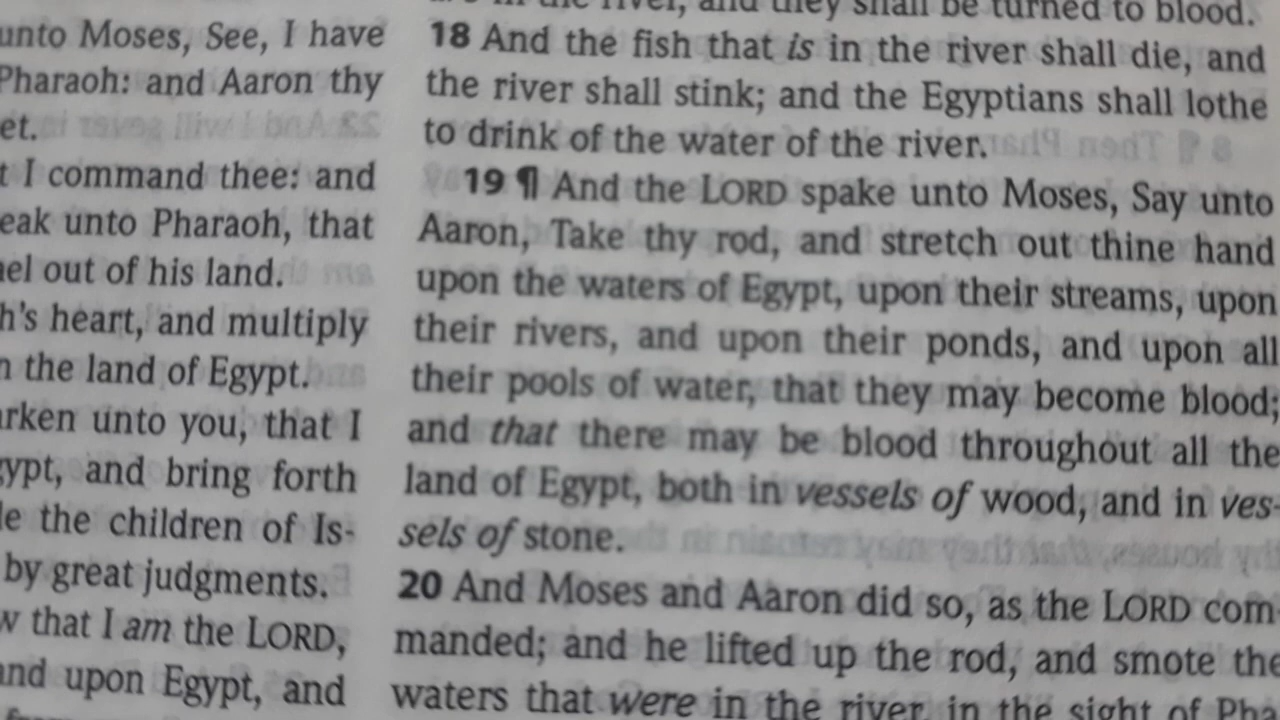 unto Moses, See, I have
Pharaoh: and Aaron thy
et.
t I command thee: and
eak unto Pharaoh, that
el out of his land.
h's heart, and multiply
n the land of Egypt.
arken unto you, that I
gypt, and bring forth
le the children of Is-
by great judgments.
w that I am the LORD,
and upon Egypt, and
are in the river, and they shall be turned to blood.
18 And the fish that is in the river shall die, and
the river shall stink; and the Egyptians shall lothe
to drink of the water of the river.
19 ¶ And the LORD spake unto Moses, Say unto
Aaron, Take thy rod, and stretch out thine hand
upon the waters of Egypt, upon their streams, upon
their rivers, and upon their ponds, and upon all
their pools of water, that they may become blood;
and that there may be blood throughout all the
land of Egypt, both in vessels of wood, and in ves-
sels of stone.
20 And Moses and Aaron did so, as the LORD com
manded; and he lifted up the rod, and smote the
waters that were in the river, in the sight of Pha